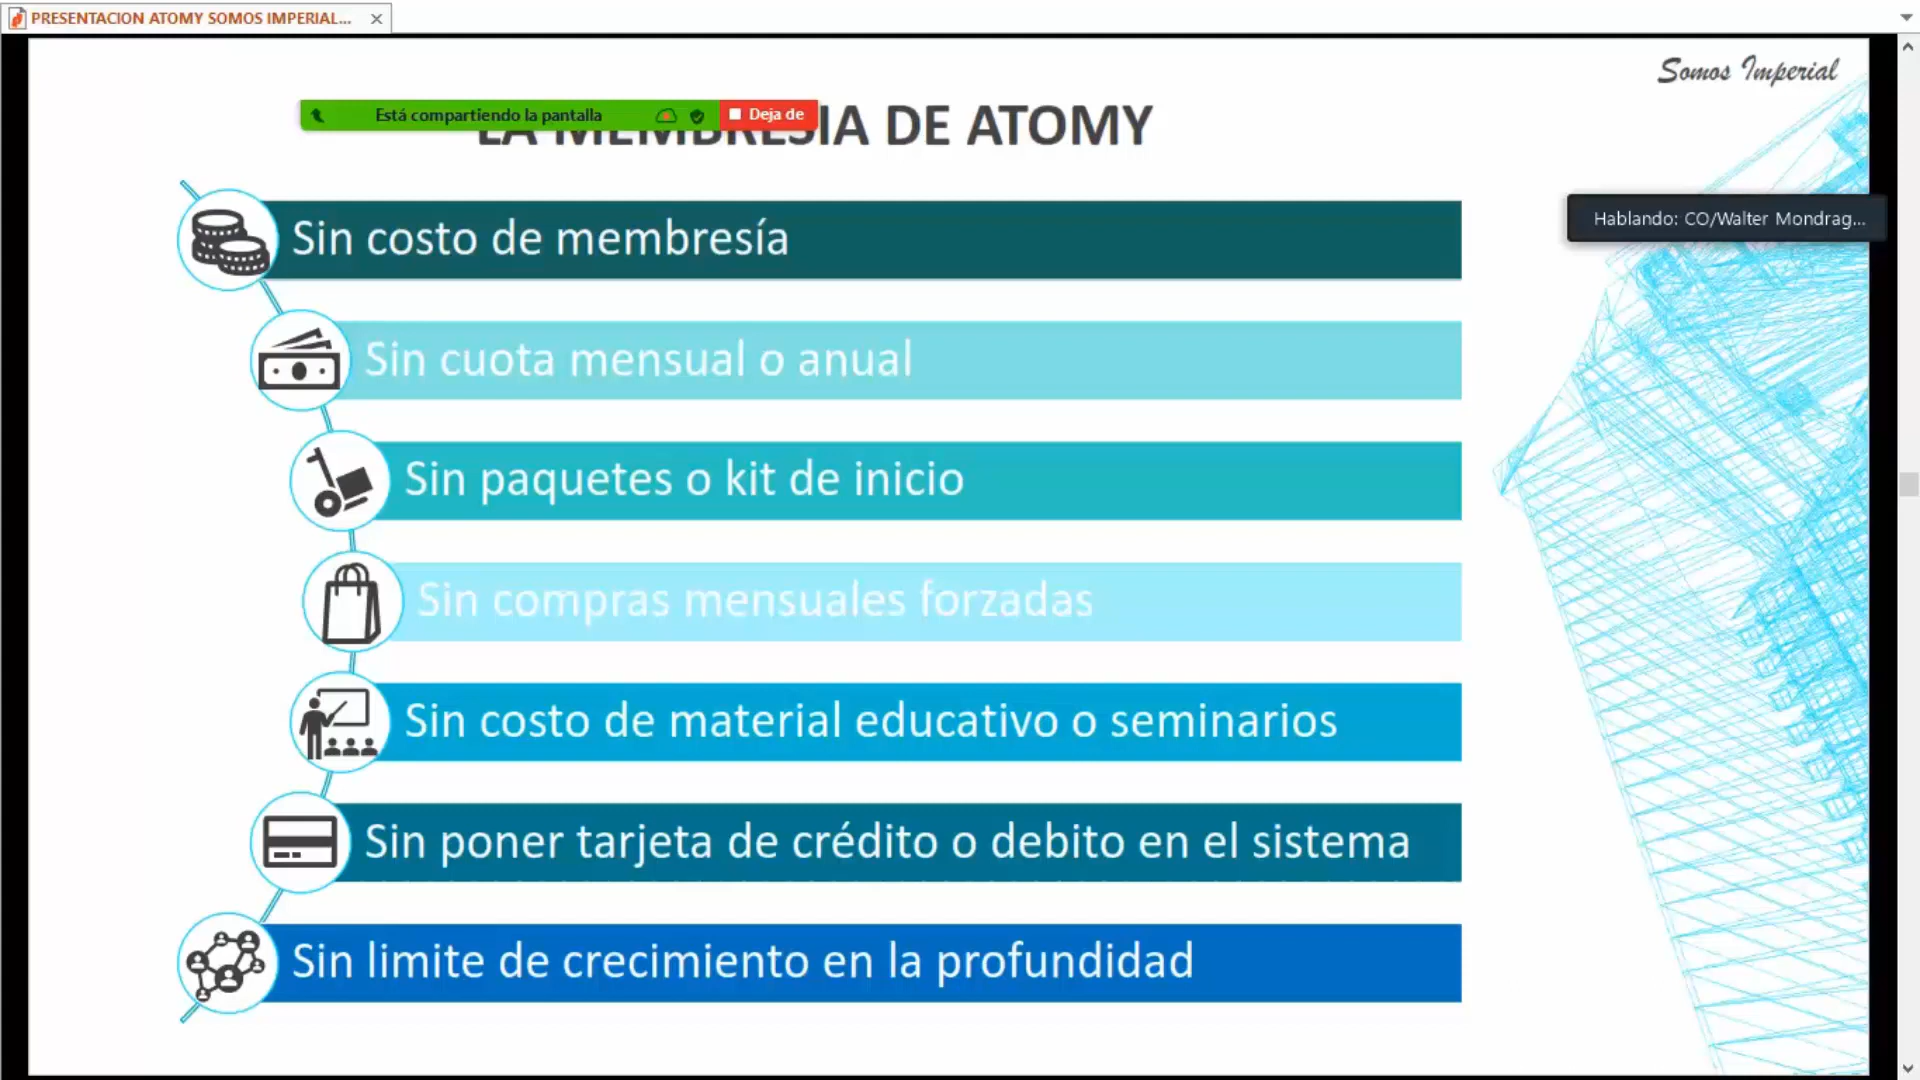 PRESENTACION ATOMY SOMOS IMPERIAL...
Somos Imperial
Está compartiendo la pantalla
Deja de
LA MEMBRESIA DE ATOMY
Hablando: CO/Walter Mondrag...
Sin costo de membresía
Sin cuota mensual o anual
Sin paquetes o kit de inicio
Sin compras mensuales forzadas
Sin costo de material educativo o seminarios
Sin poner tarjeta de crédito o debito en el sistema
Sin limite de crecimiento en la profundidad